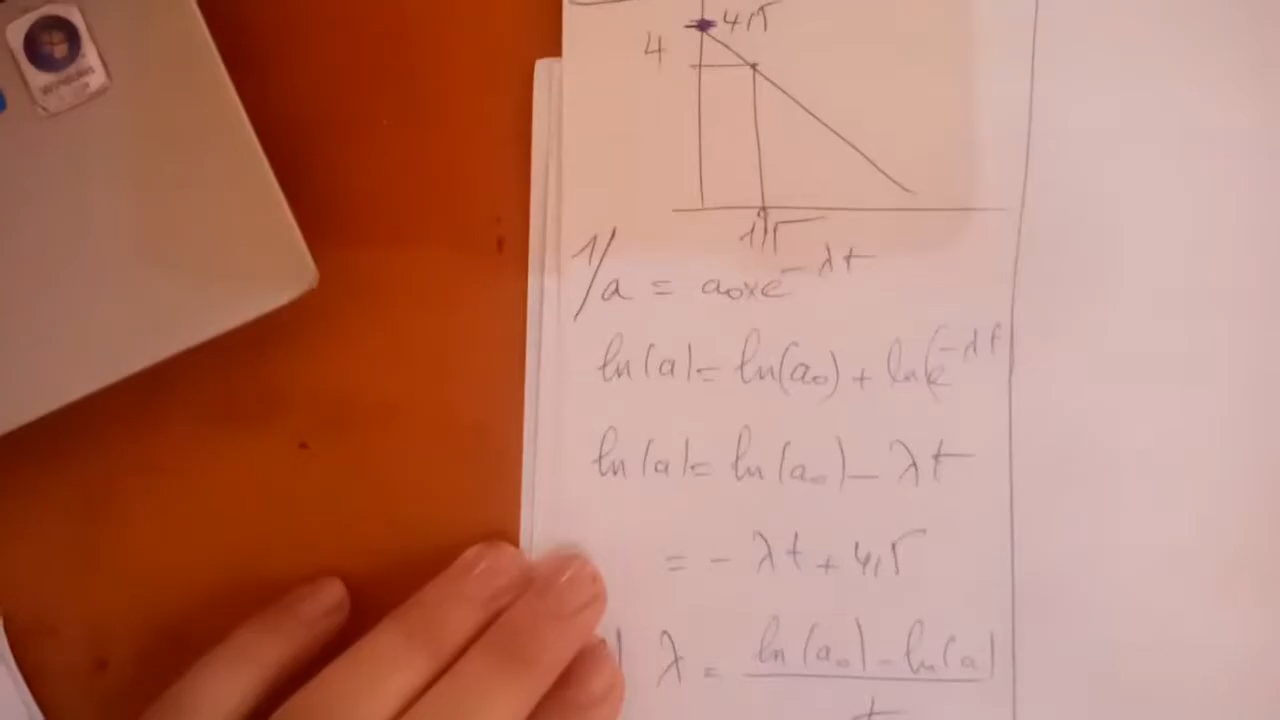 4,5
4
1,5
1/ a = a₀×e^-λt
ln(a) = ln(a₀) + ln(e^-λt
ln(a) = ln(a₀) - λt
= - λt + 4,5
λ = ln(a₀) - ln(a) / t